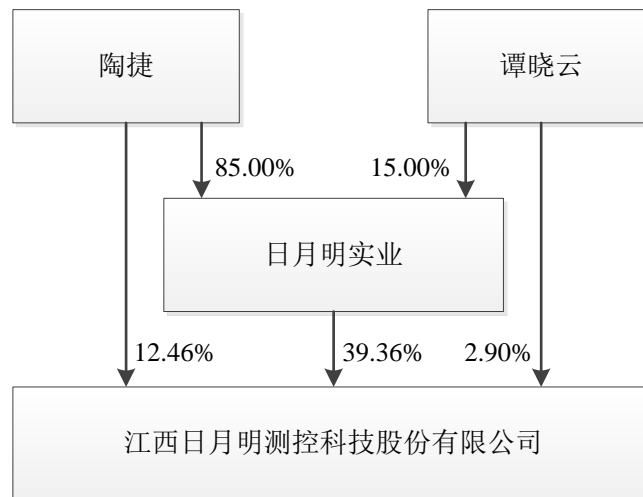 陶捷
谭晓云
85.00%
15.00%
日月明实业
12.46%
39.36%
2.90%
江西日月明测控科技股份有限公司